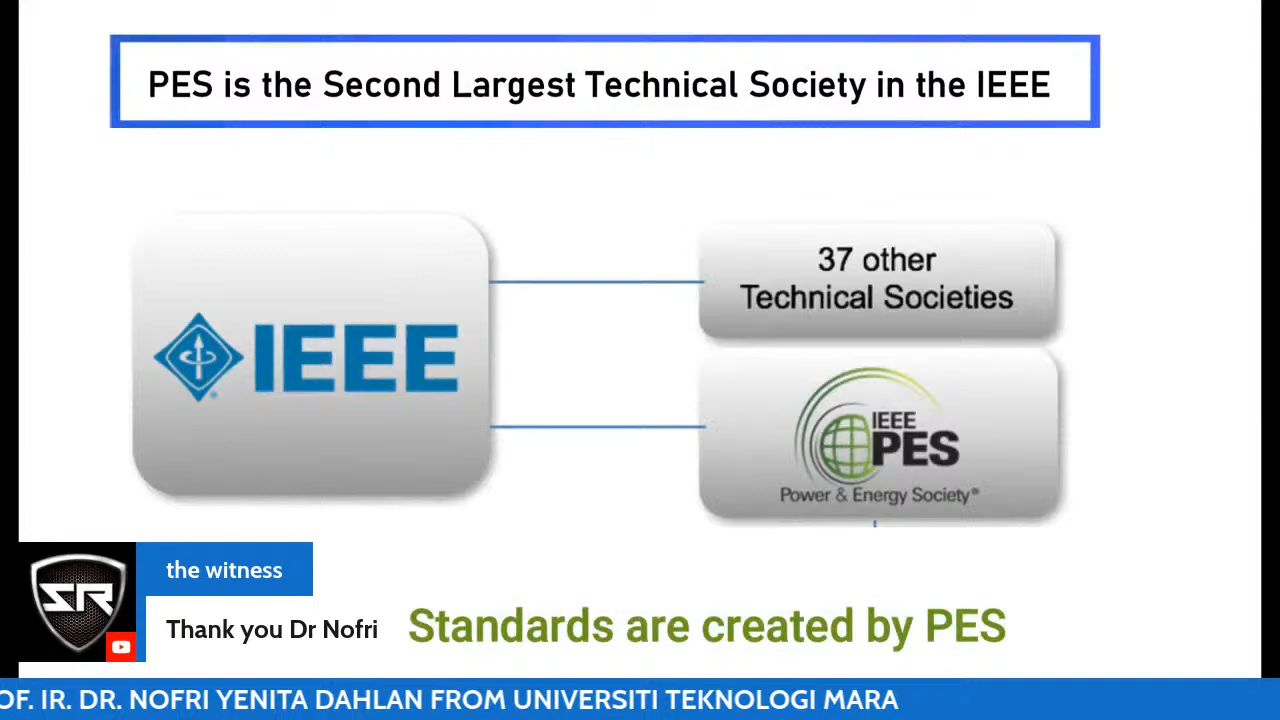 PES is the Second Largest Technical Society in the IEEE
37 other
Technical Societies
IEEE
IEEE
PES
Power & Energy Society®
SR
the witness
Thank you Dr Nofri
Standards are created by PES
OF. IR. DR. NOFRI YENITA DAHLAN FROM UNIVERSITI TEKNOLOGI MARA